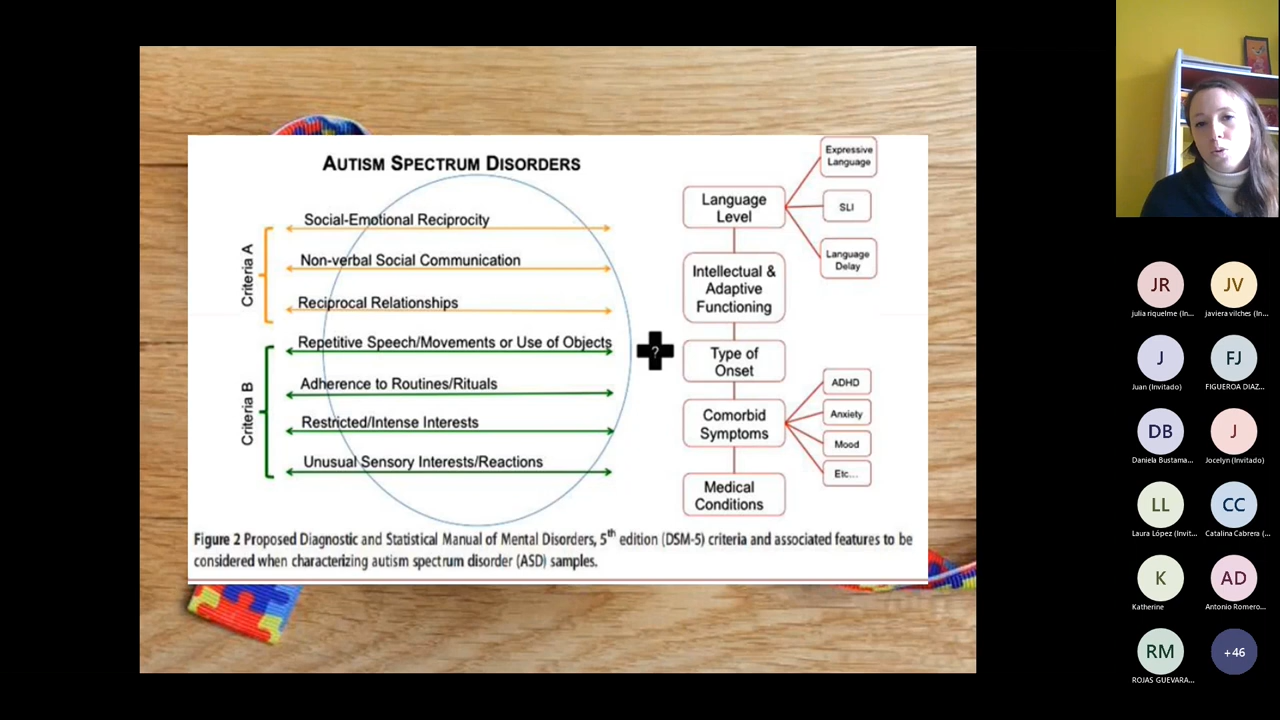 AUTISM SPECTRUM DISORDERS
Criteria A
Social-Emotional Reciprocity
Non-verbal Social Communication
Reciprocal Relationships
Criteria B
Repetitive Speech/Movements or Use of Objects
Adherence to Routines/Rituals
Restricted/Intense Interests
Unusual Sensory Interests/Reactions
?
Language
Level
Expressive
Language
SLI
Language
Delay
Intellectual &
Adaptive
Functioning
Type of
Onset
Comorbid
Symptoms
ADHD
Anxiety
Mood
Etc...
Medical
Conditions
Figure 2 Proposed Diagnostic and Statistical Manual of Mental Disorders, 5th edition (DSM-5) criteria and associated features to be
considered when characterizing autism spectrum disorder (ASD) samples.
JR
julia riquelme (In...
JV
javiera vilches (In...
J
Juan (Invitado)
FJ
FIGUEROA DIAZ...
DB
Daniela Bustama...
J
Jocelyn (Invitado)
LL
Laura López (Invit...
CC
Catalina Cabrera (...
K
Katherine
AD
Antonio Romero...
RM
ROJAS GUEVARA...
+46